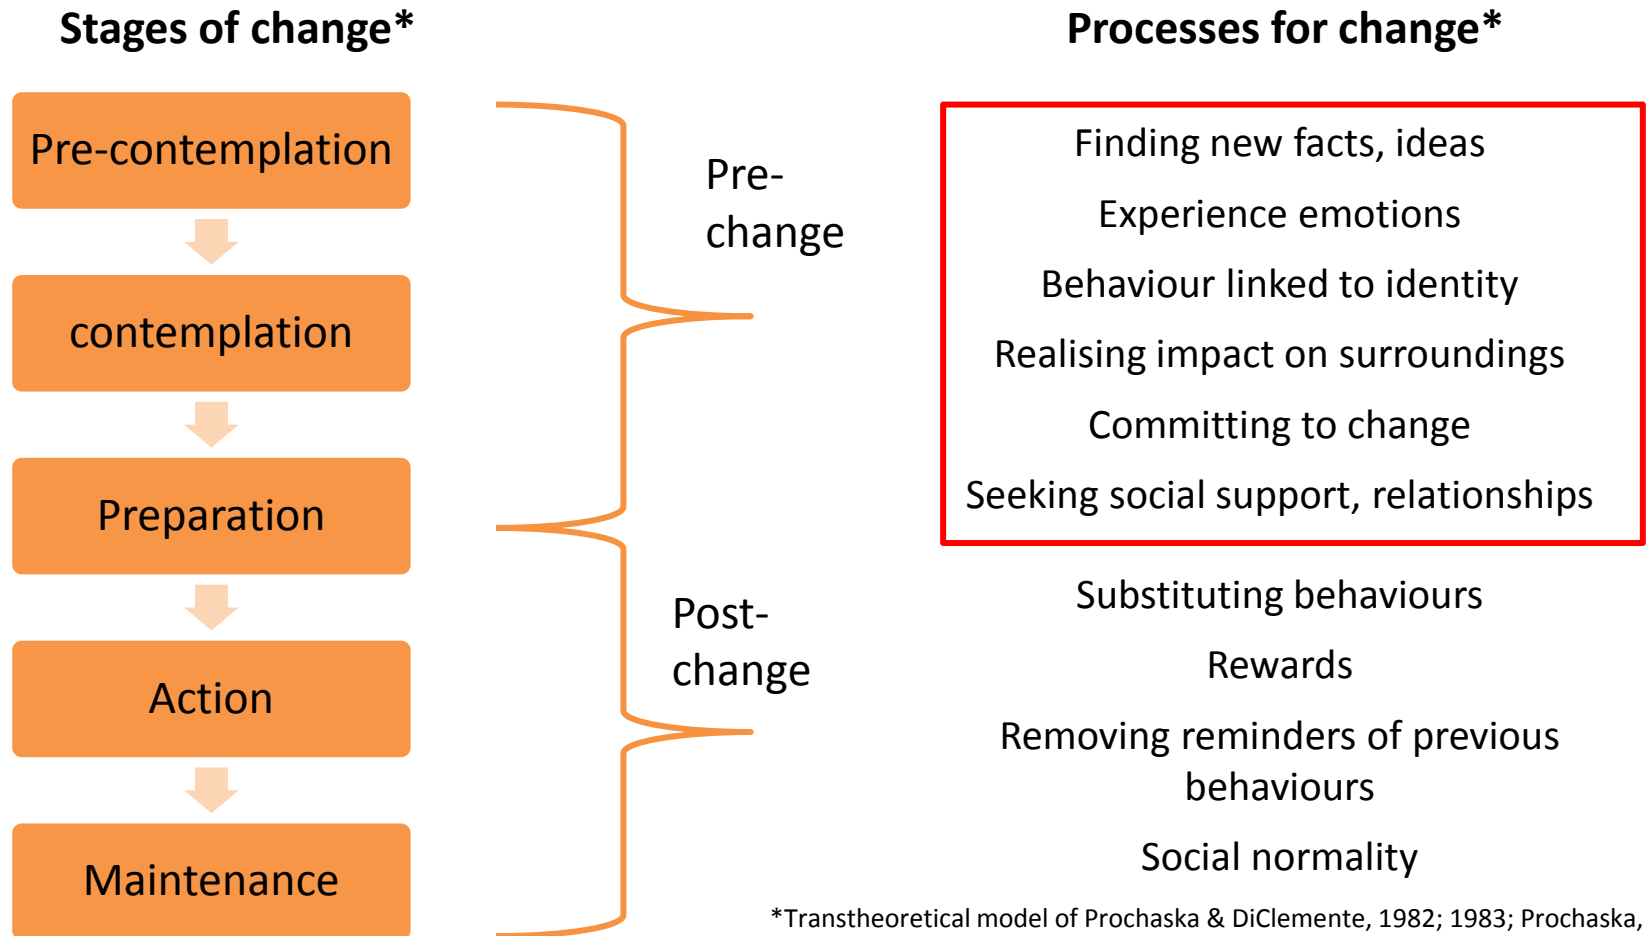 Stages of change*
Pre-contemplation
contemplation
Preparation
Action
Maintenance
Pre-
change
Post-
change
Processes for change*
Finding new facts, ideas
Experience emotions
Behaviour linked to identity
Realising impact on surroundings
Committing to change
Seeking social support, relationships
Substituting behaviours
Rewards
Removing reminders of previous
behaviours
Social normality
*Transtheoretical model of Prochaska & DiClemente, 1982; 1983; Prochaska,